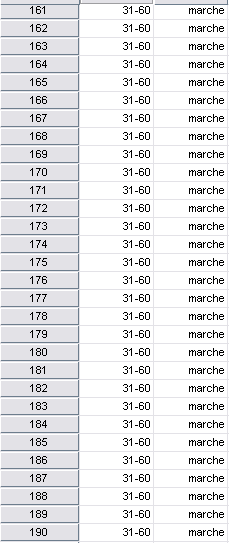 161 31-60 marche
162 31-60 marche
163 31-60 marche
164 31-60 marche
165 31-60 marche
166 31-60 marche
167 31-60 marche
168 31-60 marche
169 31-60 marche
170 31-60 marche
171 31-60 marche
172 31-60 marche
173 31-60 marche
174 31-60 marche
175 31-60 marche
176 31-60 marche
177 31-60 marche
178 31-60 marche
179 31-60 marche
180 31-60 marche
181 31-60 marche
182 31-60 marche
183 31-60 marche
184 31-60 marche
185 31-60 marche
186 31-60 marche
187 31-60 marche
188 31-60 marche
189 31-60 marche
190 31-60 marche